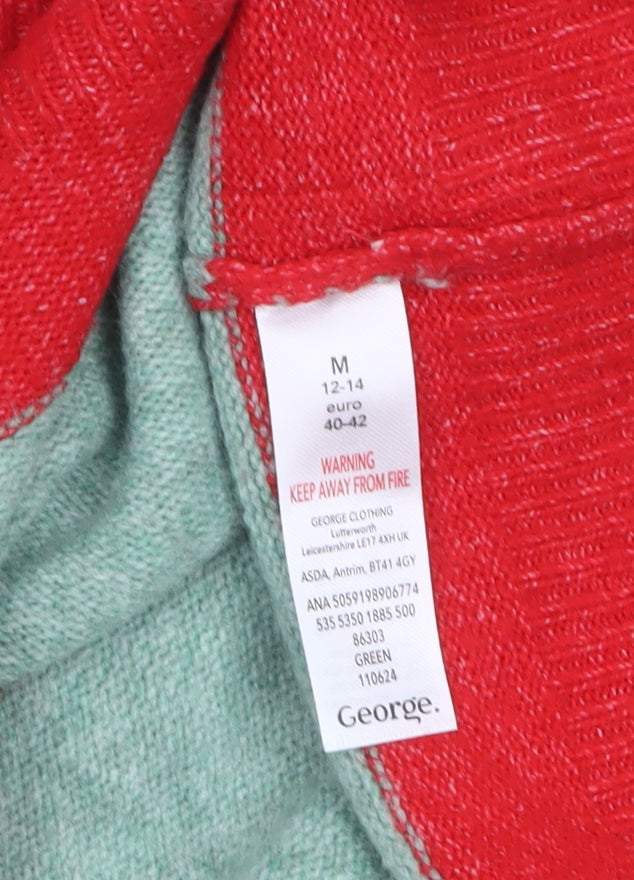 M
12-14
euro
40-42
WARNING
KEEP AWAY FROM FIRE
GEORGE CLOTHING
Lutterworth
Leicestershire LE17 4XH UK
ASDA, Antrim, BT41 4GY
ANA 5059198906774
535 5350 1885 500
86303
GREEN
110624
George.